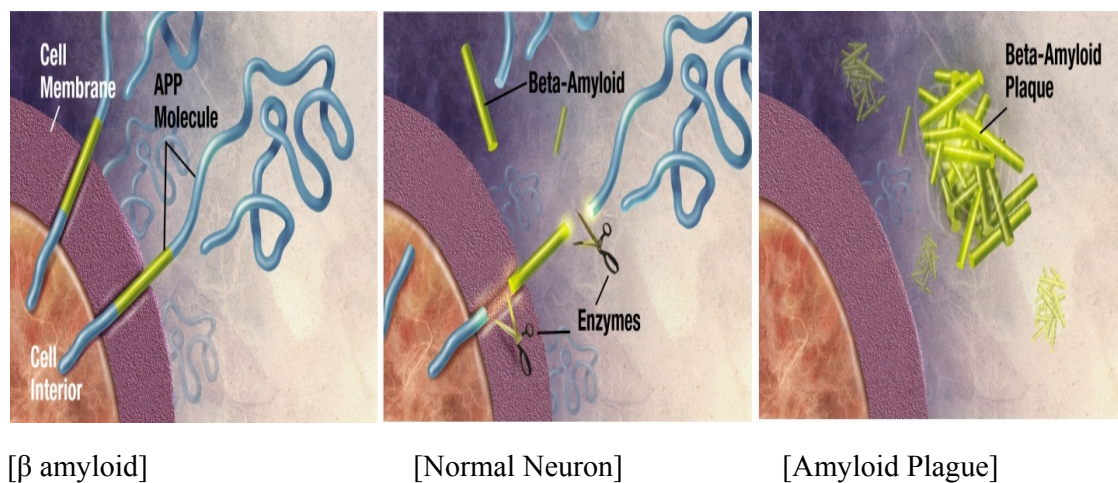 Cell
Membrane
APP
Molecule
Cell
Interior
Beta-Amyloid
Enzymes
Beta-Amyloid
Plaque
[β amyloid]
[Normal Neuron]
[Amyloid Plague]